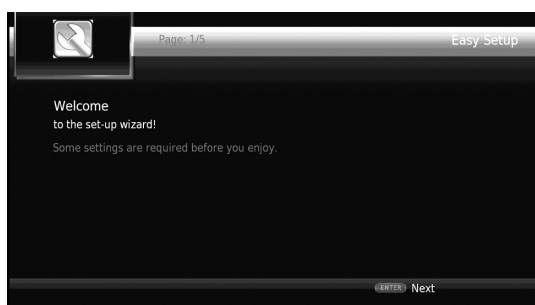 Page: 1/5
Easy Setup
Welcome
to the set-up wizard!
Some settings are required before you enjoy.
ENTER Next